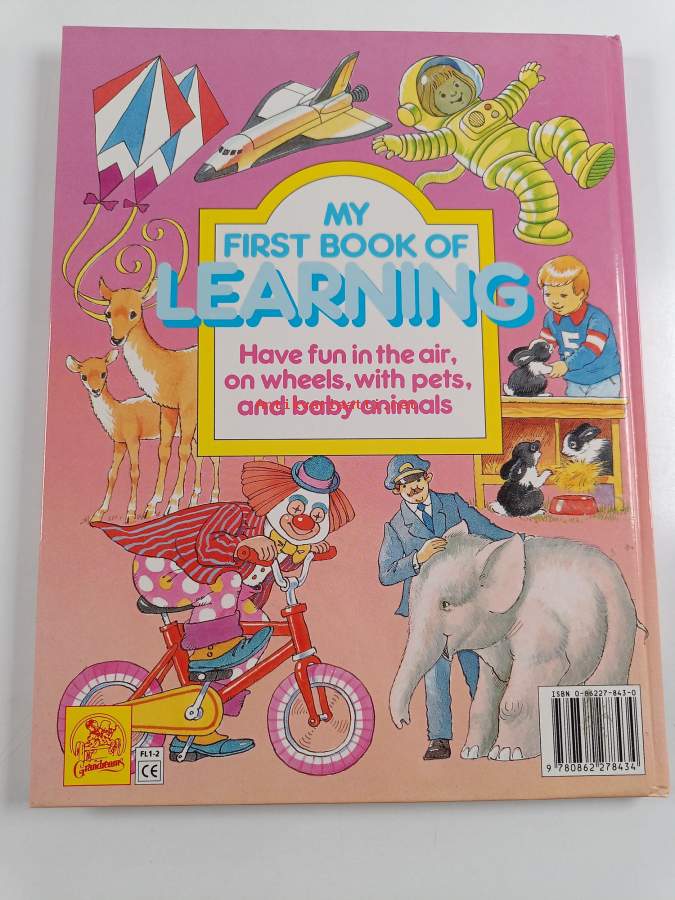 MY
FIRST BOOK OF
LEARNING
Have fun in the air,
on wheels, with pets,
and baby animals
ISBN 0-86227-843-0
9 780862 278434
Grandreams
FL1-2
CE